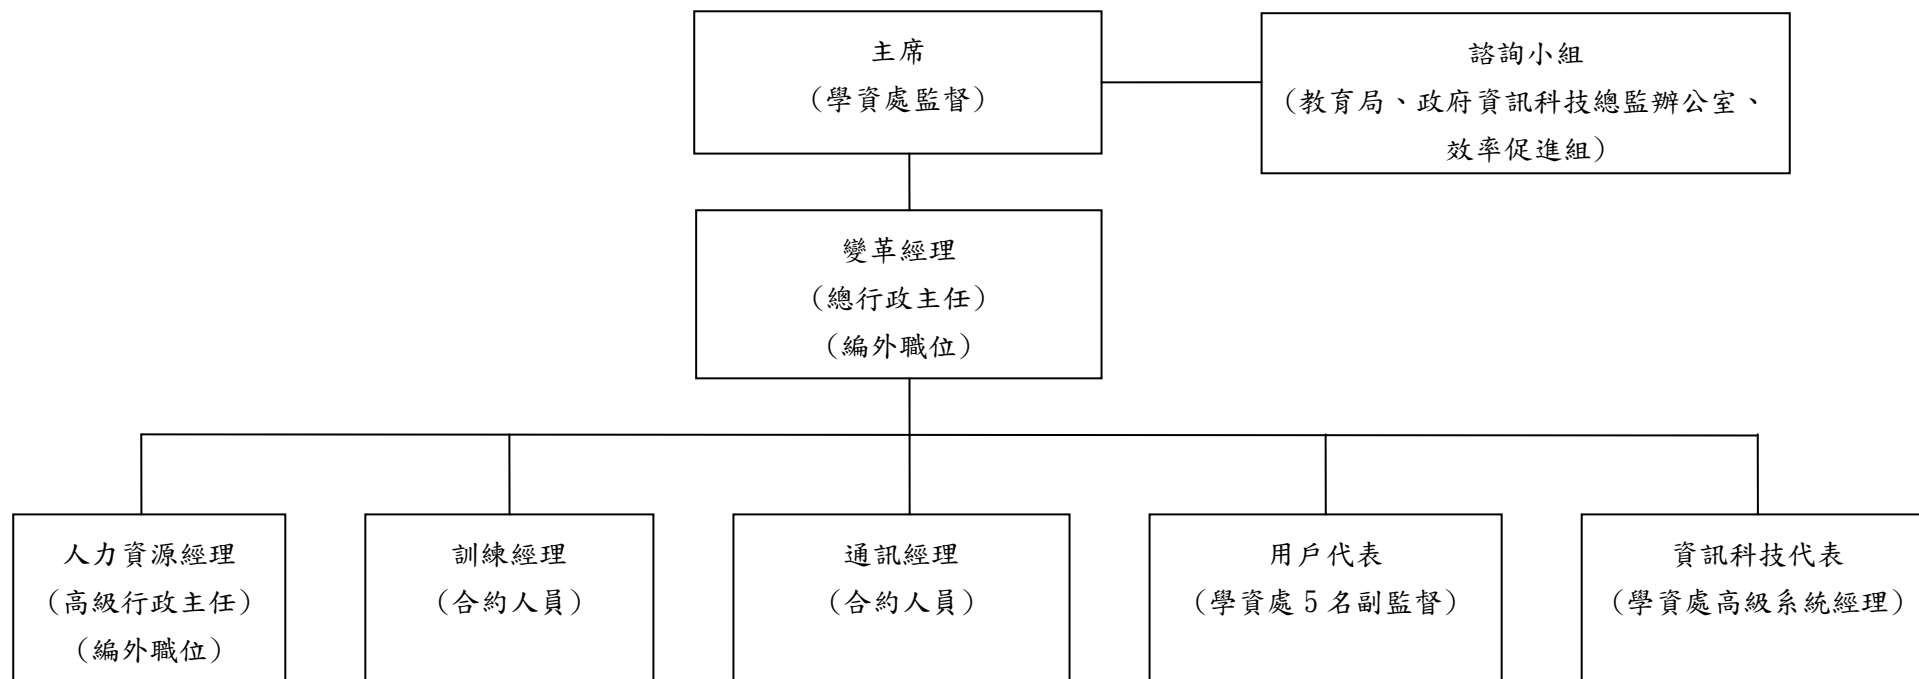 主席
（學資處監督）
諮詢小組
（教育局、政府資訊科技總監辦公室、
效率促進組）
變革經理
（總行政主任）
（編外職位）
人力資源經理
（高級行政主任）
（編外職位）
訓練經理
（合約人員）
通訊經理
（合約人員）
用戶代表
（學資處 5 名副監督）
資訊科技代表
（學資處高級系統經理）